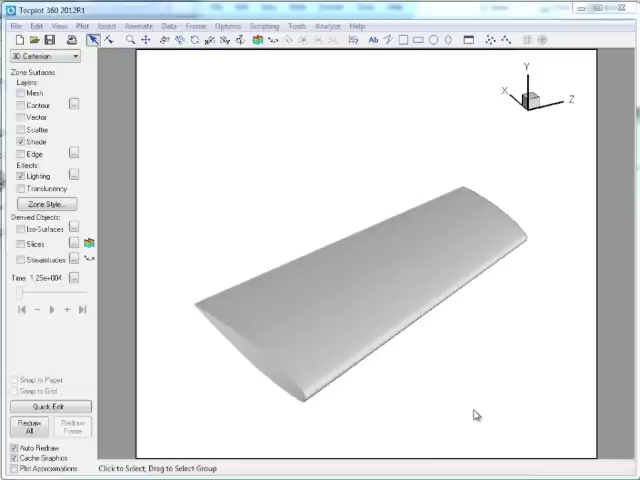 Tecplot 360 2012R1
File Edit View Plot Insert Animate Data Frame Options Scripting Tools Analyze Help
Ab
3D Cartesian
Zone Surfaces
Layers:
Mesh
Contour
Vector
Scatter
Shade
Edge
Effects:
Lighting
Translucency
Zone Style...
Derived Objects:
Iso-Surfaces
Slices
Streamtraces
Time: 1.25e+004
Snap to Paper
Snap to Grid
Quick Edit
Redraw All
Redraw Frame
Auto Redraw
Cache Graphics
Plot Approximations
Click to Select, Drag to Select Group
Y
X
Z